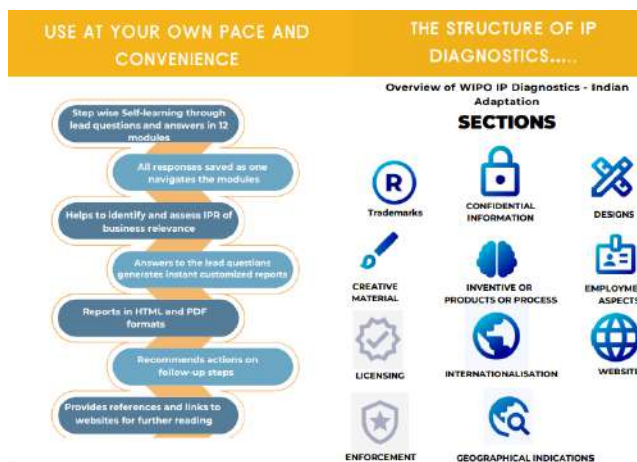 USE AT YOUR OWN PACE AND
CONVENIENCE
Step wise Self-learning through
lead questions and answers in 12
modules
All responses saved as one
navigates the modules
Helps to identify and assess IPR of
business relevance
Answers to the lead questions
generates instant customized reports
Reports in HTML and PDF
formats
Recommends actions on
follow-up steps
Provides references and links to
websites for further reading
THE STRUCTURE OF IP
DIAGNOSTICS.....
Overview of WIPO IP Diagnostics - Indian
Adaptation
SECTIONS
R
Trademarks
CONFIDENTIAL
INFORMATION
DESIGNS
CREATIVE
MATERIAL
INVENTIVE OR
PRODUCTS OR PROCESS
EMPLOYME
ASPECTS
LICENSING
INTERNATIONALISATION
WEBSIT
ENFORCEMENT
GEOGRAPHICAL INDICATIONS